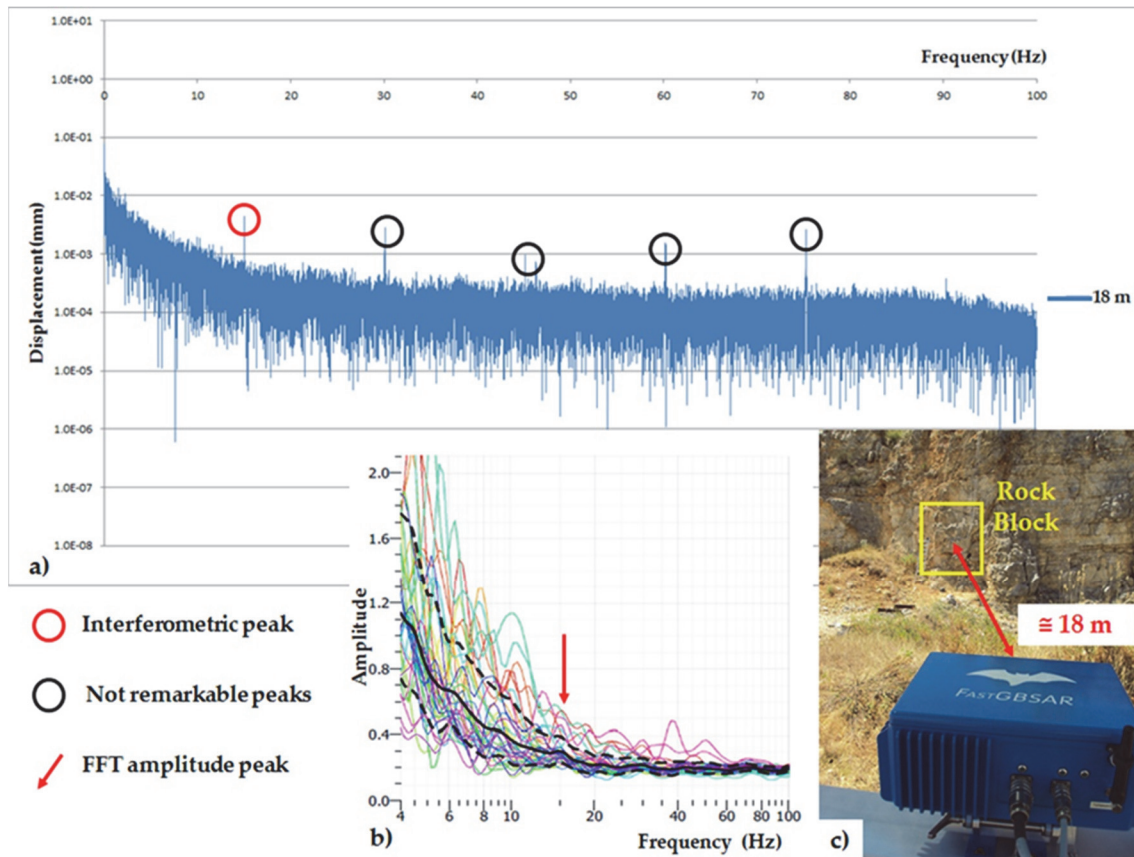 1.0E+01
Frequency (Hz)
1.0E+00
0 10 20 30 40 50 60 70 80 90 100
1.0E-01
1.0E-02
1.0E-03
1.0E-04
1.0E-05
1.0E-06
1.0E-07
1.0E-08
Displacement (mm)
18 m
a)
Interferometric peak
Not remarkable peaks
FFT amplitude peak
2.0
1.6
1.2
0.8
0.4
0.0
Amplitude
4 6 8 10 20 40 60 80 100
b)
Frequency (Hz)
Rock
Block
≅ 18 m
FASTGBSAR
c)